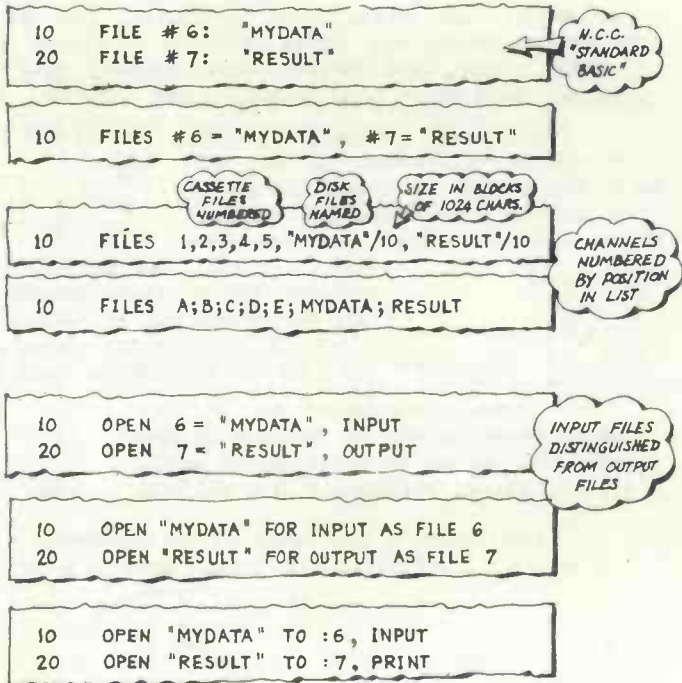 10 FILE #6: "MYDATA"
20 FILE #7: "RESULT"
N.C.C.
"STANDARD
BASIC"
10 FILES #6 = "MYDATA", #7="RESULT"
CASSETTE
FILES
NUMBERED
DISK
FILES
NAMED
SIZE IN BLOCKS
OF 1024 CHARS.
10 FILES 1,2,3,4,5, "MYDATA"/10, "RESULT"/10
10 FILES A;B;C;D;E; MYDATA; RESULT
CHANNELS
NUMBERED
BY POSITION
IN LIST
10 OPEN 6 = "MYDATA", INPUT
20 OPEN 7 = "RESULT", OUTPUT
INPUT FILES
DISTINGUISHED
FROM OUTPUT
FILES
10 OPEN "MYDATA" FOR INPUT AS FILE 6
20 OPEN "RESULT" FOR OUTPUT AS FILE 7
10 OPEN "MYDATA" TO :6, INPUT
20 OPEN "RESULT" TO :7, PRINT